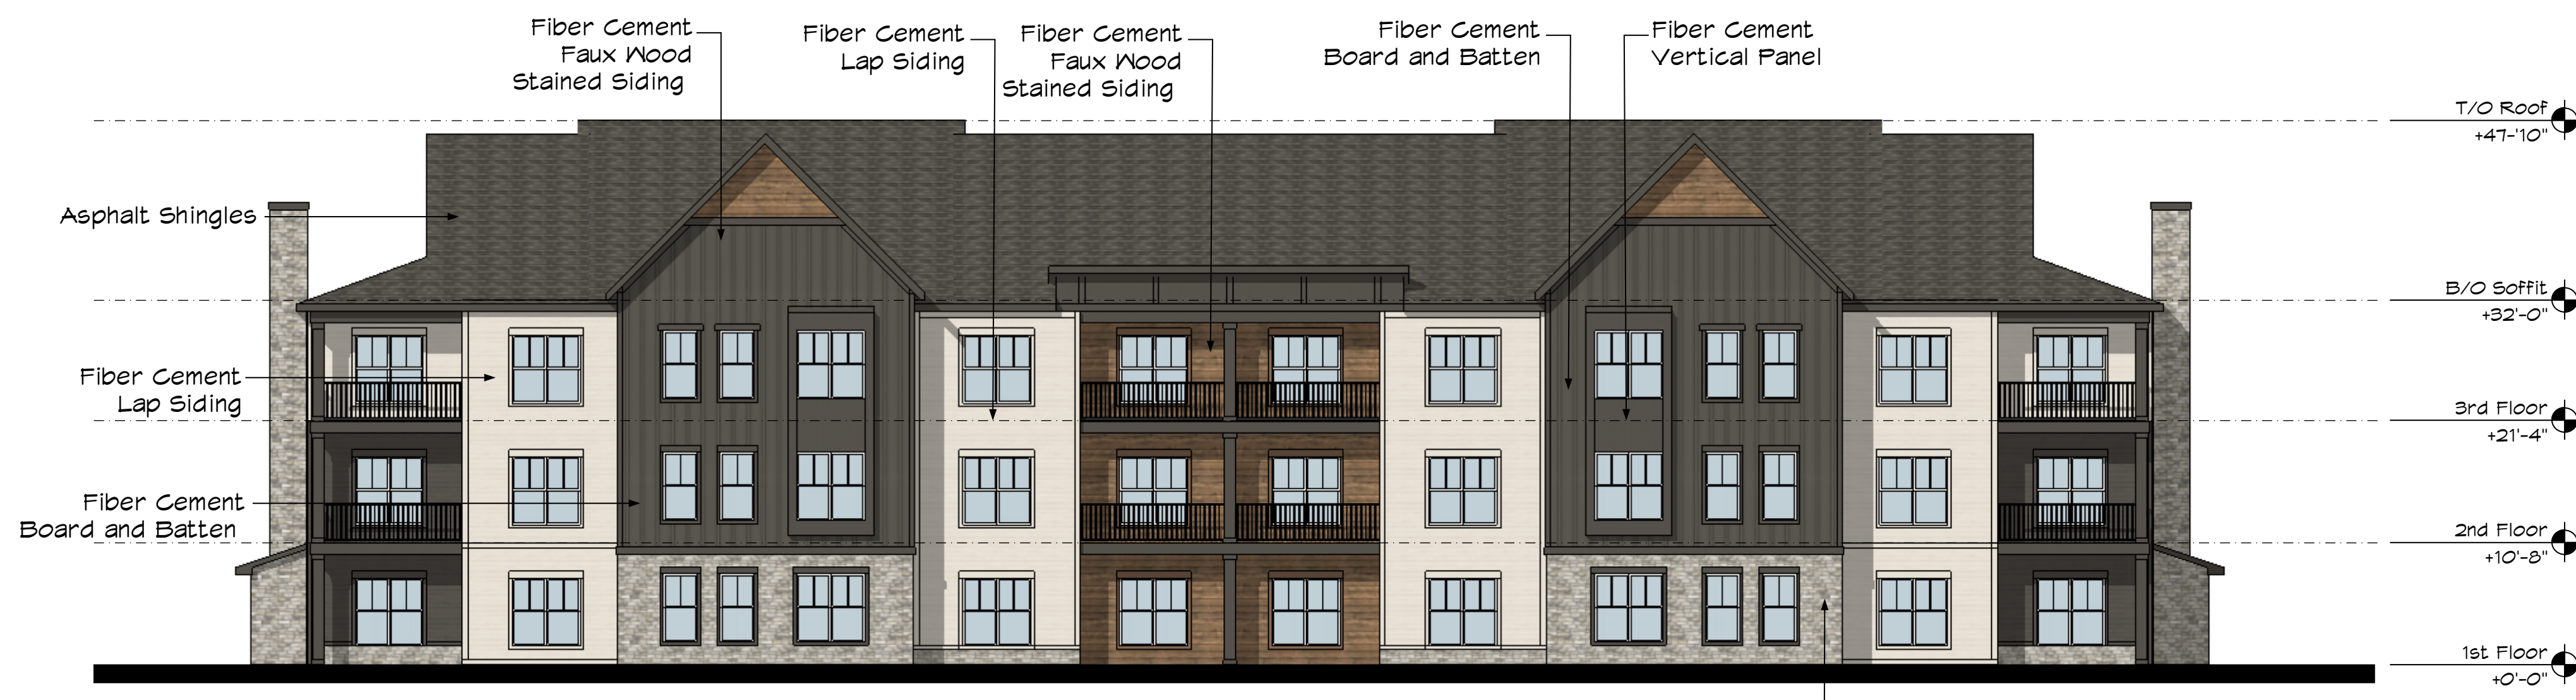 Fiber Cement
Faux Wood
Stained Siding
Fiber Cement
Lap Siding
Fiber Cement
Faux Wood
Stained Siding
Fiber Cement
Board and Batten
Fiber Cement
Vertical Panel
T/O Roof
+47-'10"
Asphalt Shingles
B/O Soffit
+32'-0"
Fiber Cement
Lap Siding
3rd Floor
+21'-4"
Fiber Cement
Board and Batten
2nd Floor
+10'-8"
1st Floor
+0'-0"